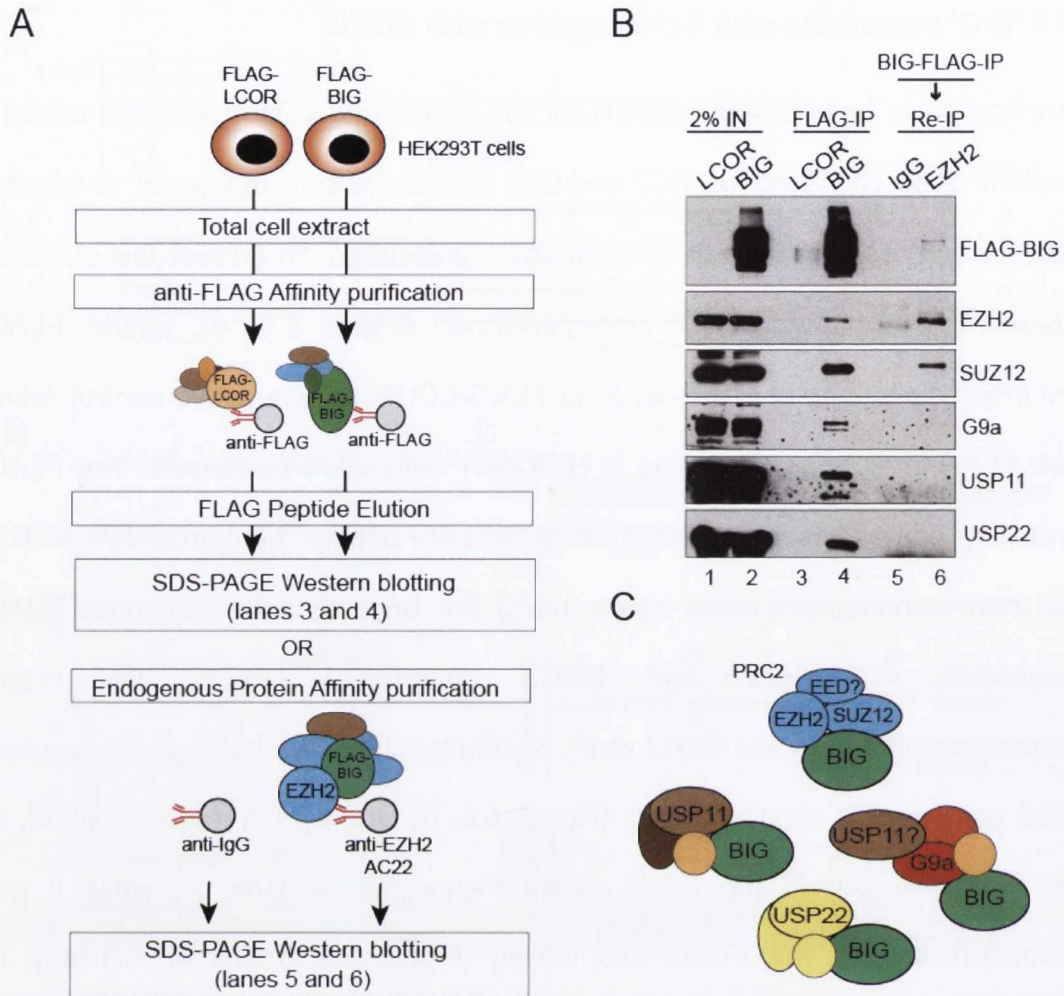 A
FLAG-
LCOR
FLAG-
BIG
HEK293T cells
Total cell extract
anti-FLAG Affinity purification
FLAG-
LCOR
FLAG-
BIG
anti-FLAG
anti-FLAG
FLAG Peptide Elution
SDS-PAGE Western blotting
(lanes 3 and 4)
OR
Endogenous Protein Affinity purification
FLAG-
BIG
EZH2
anti-IgG
anti-EZH2
AC22
SDS-PAGE Western blotting
(lanes 5 and 6)
B
BIG-FLAG-IP
2% IN FLAG-IP Re-IP
LCOR BIG LCOR BIG IgG EZH2
FLAG-BIG
EZH2
SUZ12
G9a
USP11
USP22
1 2 3 4 5 6
C
PRC2
EED?
EZH2 SUZ12
BIG
USP11
BIG
USP11?
G9a
BIG
USP22
BIG